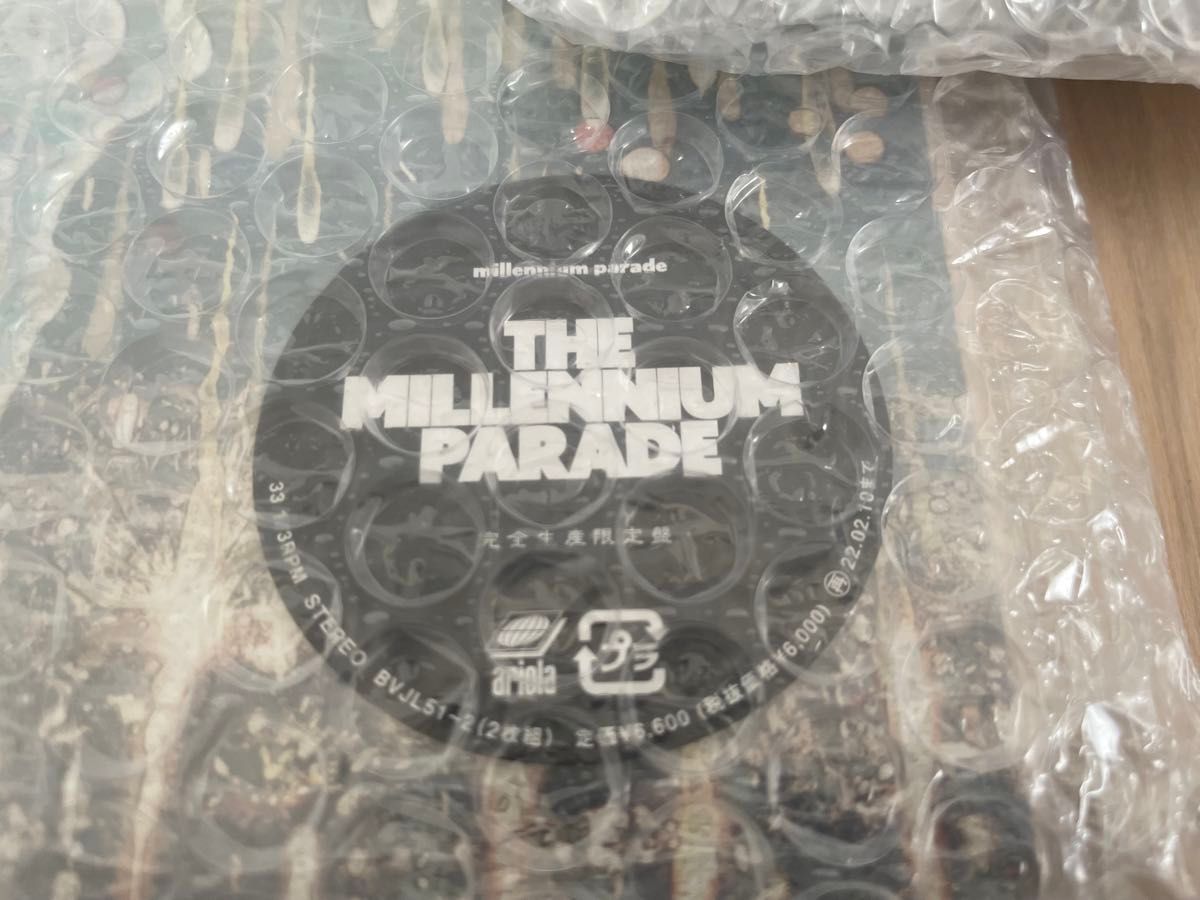 millennium parade
THE
MILLENNIUM
PARADE
完全生産限定盤
ariola
プラ
33 1/3RPM STEREO BVJL51-2(2枚組) 定価¥6,600 (税抜価格¥6,000) 再 22.02.10まで